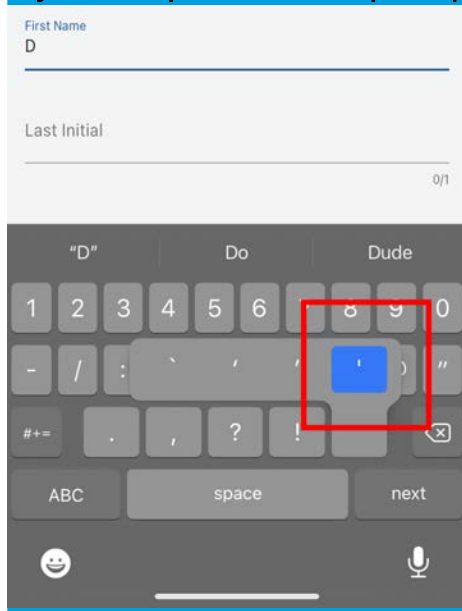 First Name
D
Last Initial
0/1
"D" Do Dude
1 2 3 4 5 6 8 9 0
- / : ` ‘ ’ ' ) "
#+= . , ? !
ABC space next